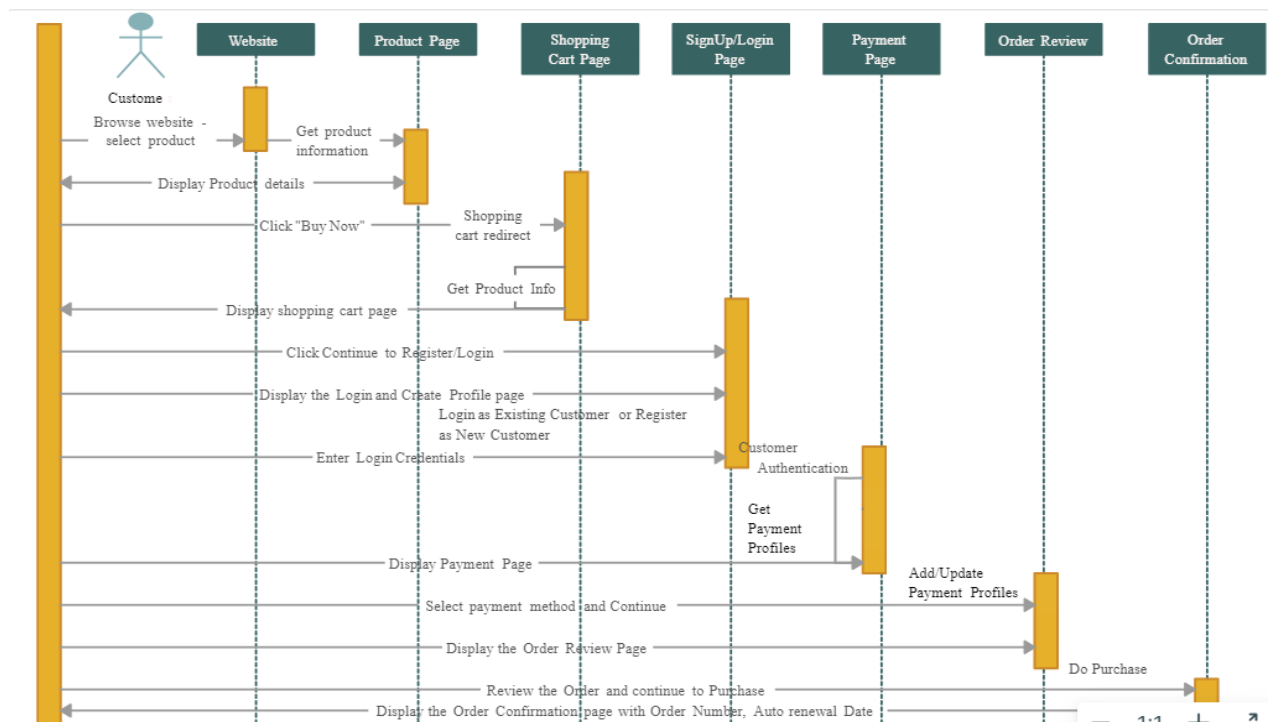 Website
Product Page
Shopping
Cart Page
SignUp/Login
Page
Payment
Page
Order Review
Order
Confirmation
Custome
Browse website -
select product
Get product
information
Display Product details
Click "Buy Now"
Shopping
cart redirect
Get Product Info
Display shopping cart page
Click Continue to Register/Login
Display the Login and Create Profile page
Login as Existing Customer or Register
as New Customer
Enter Login Credentials
Customer
Authentication
Get
Payment
Profiles
Display Payment Page
Add/Update
Payment Profiles
Select payment method and Continue
Display the Order Review Page
Do Purchase
Review the Order and continue to Purchase
Display the Order Confirmation page with Order Number, Auto renewal Date
1:1